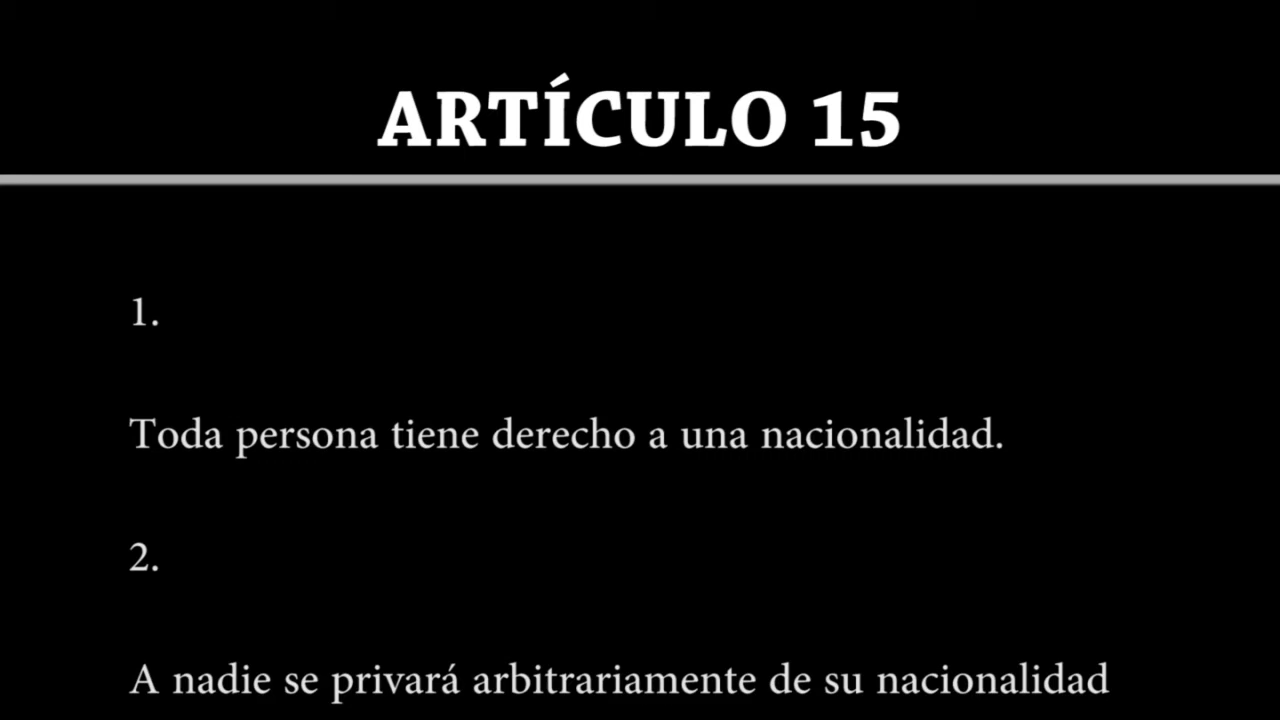 ARTÍCULO 15
1.
Toda persona tiene derecho a una nacionalidad.
2.
A nadie se privará arbitrariamente de su nacionalidad